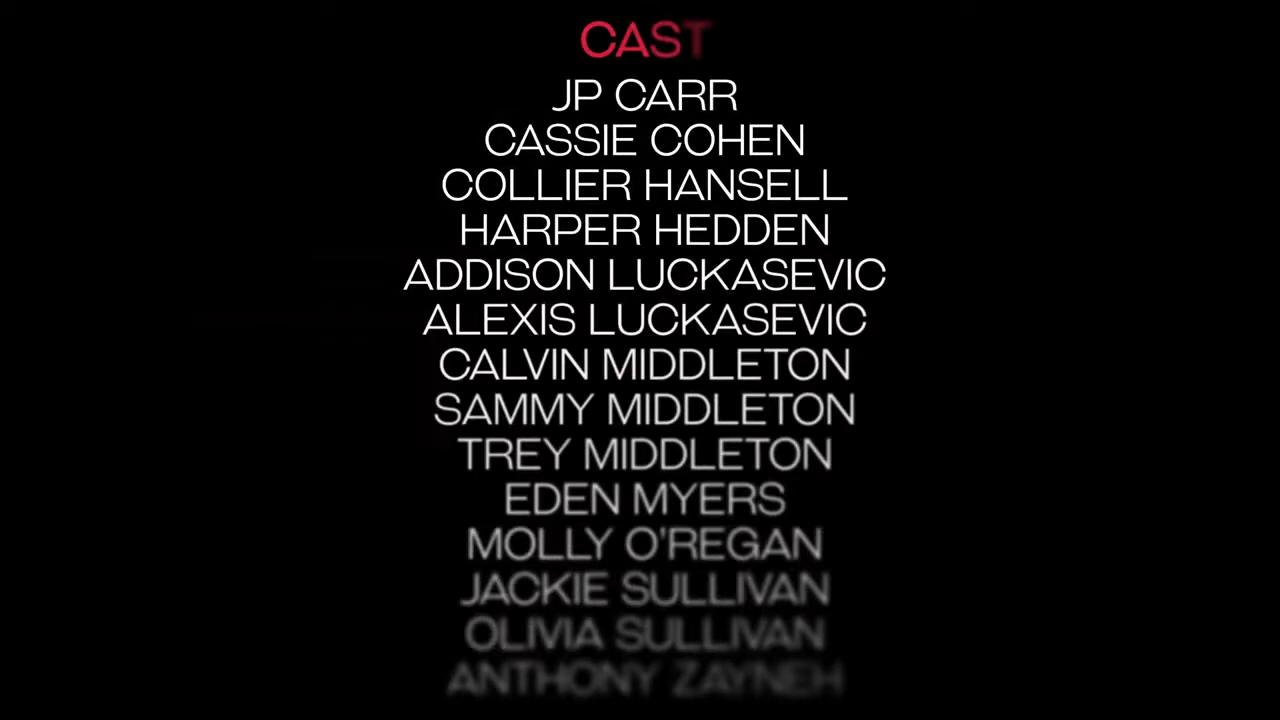 CAST
JP CARR
CASSIE COHEN
COLLIER HANSELL
HARPER HEDDEN
ADDISON LUCKASEVIC
ALEXIS LUCKASEVIC
CALVIN MIDDLETON
SAMMY MIDDLETON
TREY MIDDLETON
EDEN MYERS
MOLLY O'REGAN
JACKIE SULLIVAN
OLIVIA SULLIVAN
ANTHONY ZAYNEH